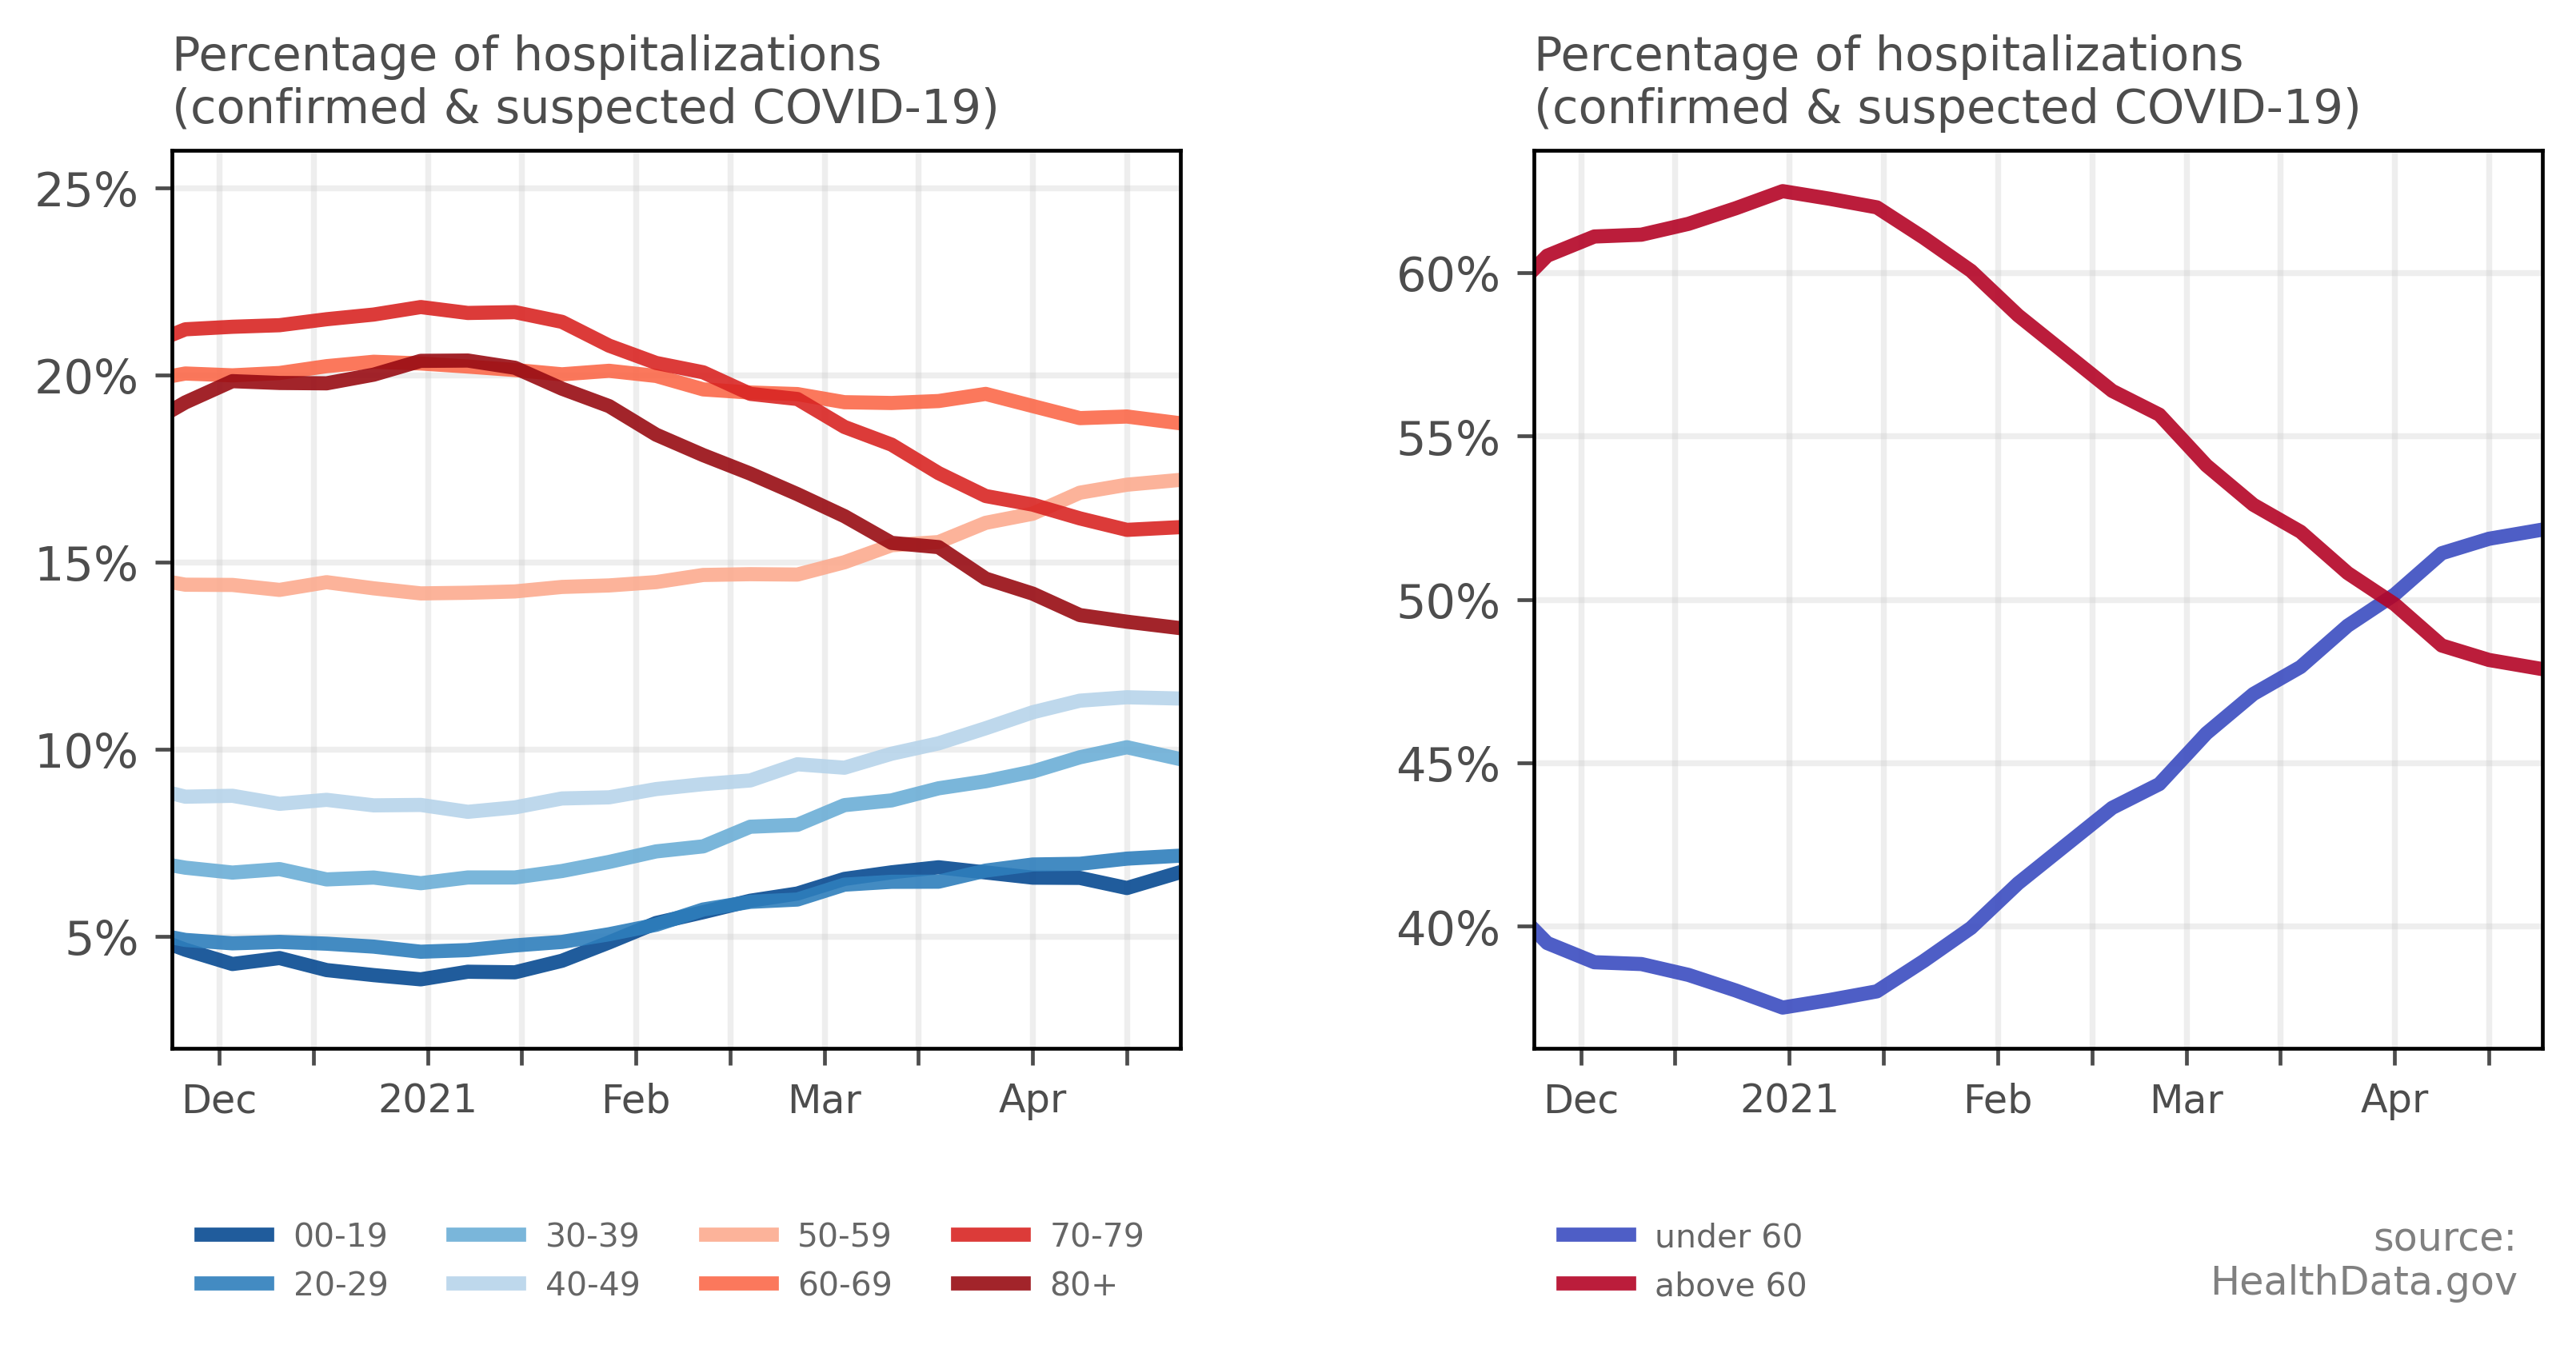 Percentage of hospitalizations
(confirmed & suspected COVID-19)
25%
20%
15%
10%
5%
Dec 2021 Feb Mar Apr
00-19 30-39 50-59 70-79
20-29 40-49 60-69 80+
Percentage of hospitalizations
(confirmed & suspected COVID-19)
60%
55%
50%
45%
40%
Dec 2021 Feb Mar Apr
under 60
above 60
source:
HealthData.gov